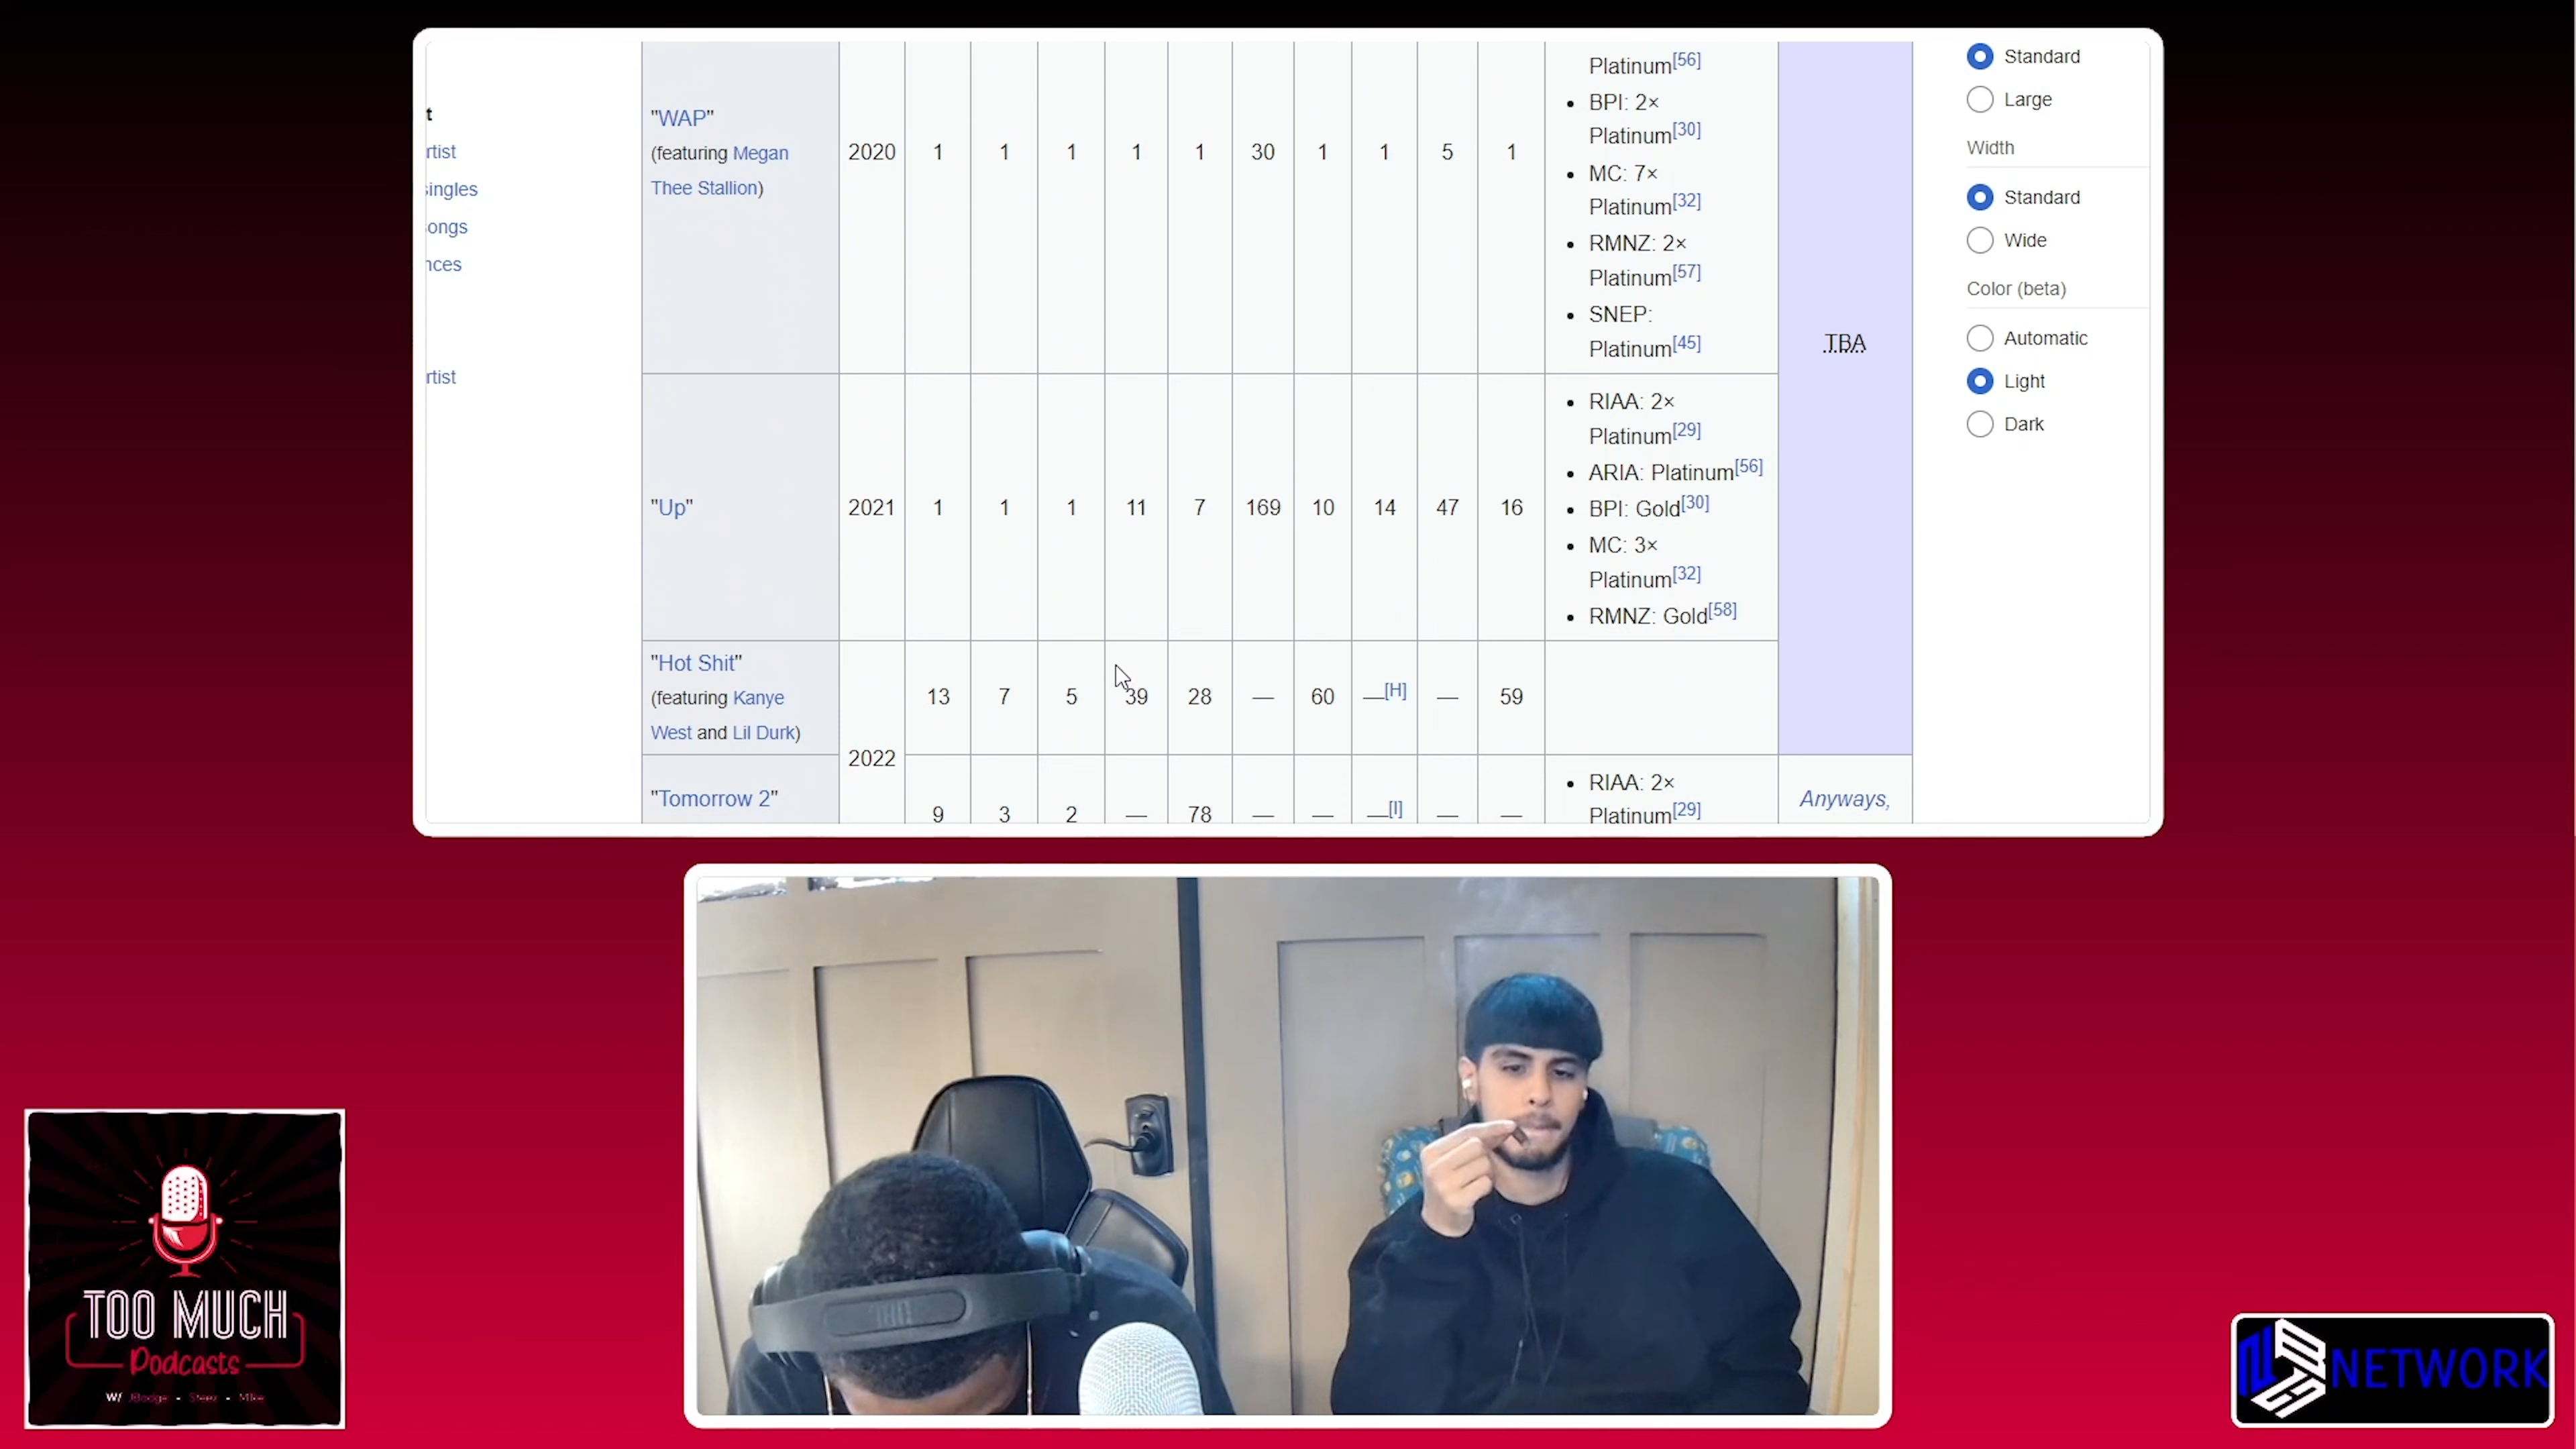 t
rtist
singles
songs
nces
rtist
"WAP"
(featuring Megan
Thee Stallion)
2020
1
1
1
1
1
30
1
1
5
1
Platinum[56]
• BPI: 2×
Platinum[30]
• MC: 7×
Platinum[32]
• RMNZ: 2×
Platinum[57]
• SNEP:
Platinum[45]
TBA
"Up"
2021
1
1
1
11
7
169
10
14
47
16
• RIAA: 2×
Platinum[29]
• ARIA: Platinum[56]
• BPI: Gold[30]
• MC: 3×
Platinum[32]
• RMNZ: Gold[58]
"Hot Shit"
(featuring Kanye
West and Lil Durk)
2022
13
7
5
39
28
—
60
—[H]
—
59
"Tomorrow 2"
9
3
2
—
78
—
—
—[I]
—
—
• RIAA: 2×
Platinum[29]
Anyways,
Standard
Large
Width
Standard
Wide
Color (beta)
Automatic
Light
Dark
TOO MUCH
Podcasts
W/ JBodge - Steez - Mike
NETWORK